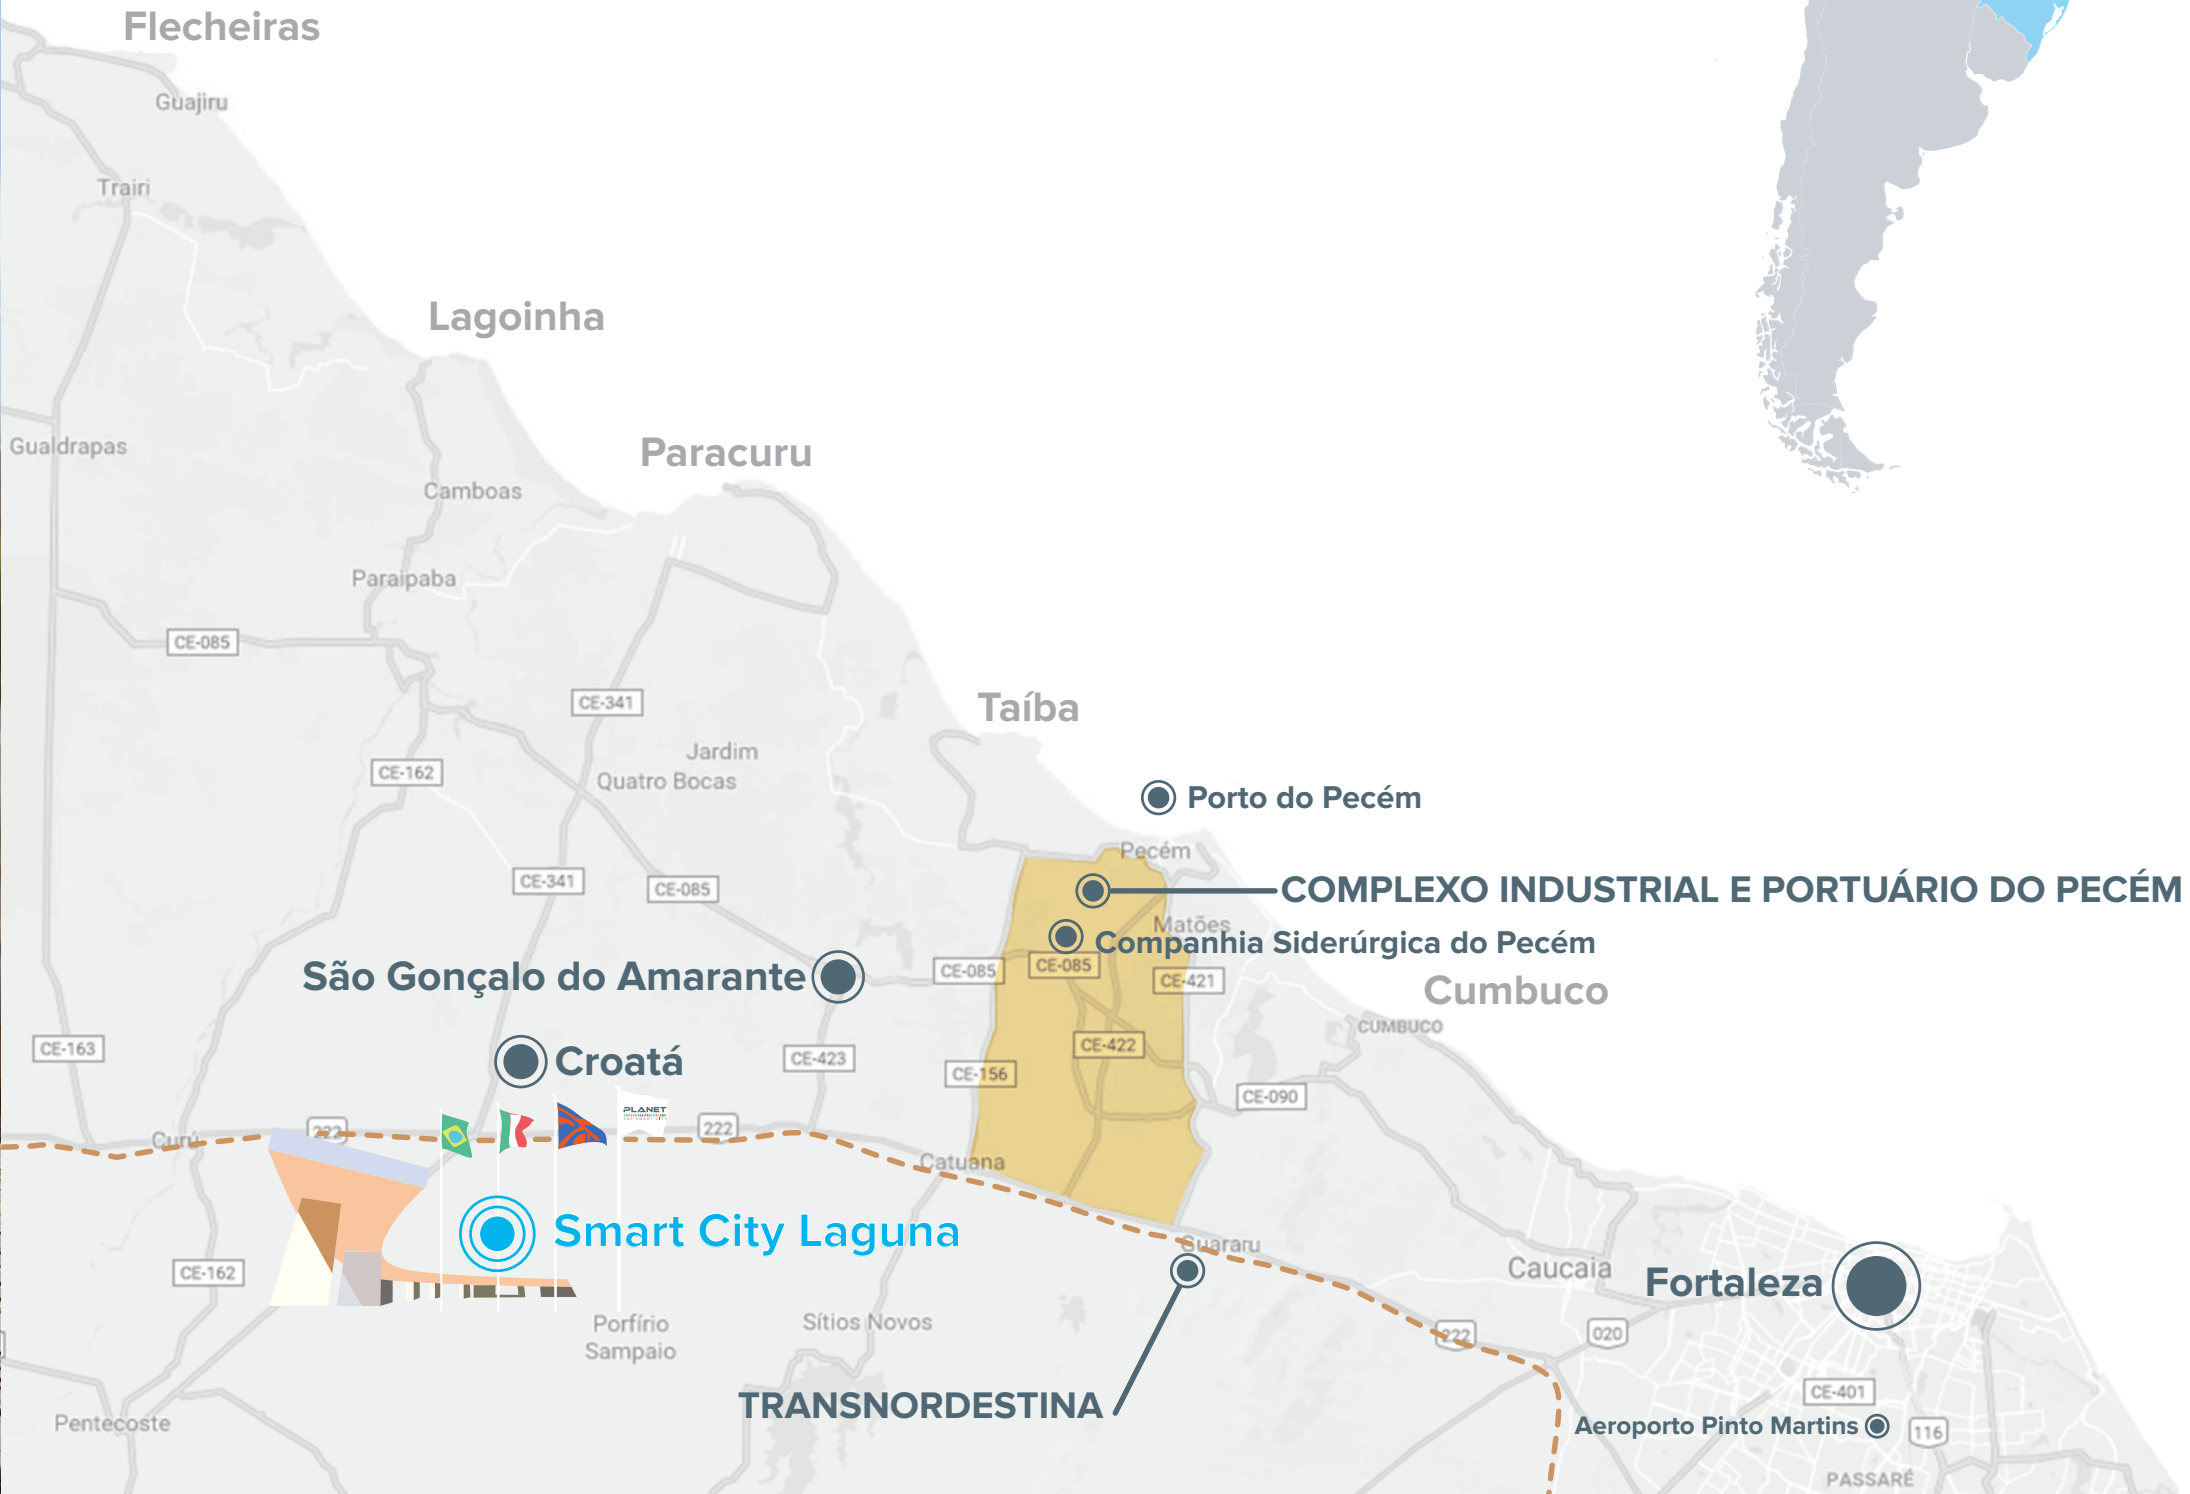 Flecheiras
Guajiru
Trairi
Lagoinha
Gualdrapas
Paracuru
Camboas
Paraipaba
CE-085
CE-341
Taíba
Jardim
Quatro Bocas
CE-162
Porto do Pecém
Pecém
CE-341
CE-085
COMPLEXO INDUSTRIAL E PORTUÁRIO DO PECÉM
Matões
Companhia Siderúrgica do Pecém
São Gonçalo do Amarante
CE-085
CE-085
CE-421
Cumbuco
CUMBUCO
CE-163
Croatá
CE-423
CE-422
CE-156
CE-090
PLANET
Curú
222
222
Catuana
Smart City Laguna
Guararu
CE-162
Caucaia
Fortaleza
Porfírio
Sampaio
Sítios Novos
222
020
TRANSNORDESTINA
CE-401
Pentecoste
Aeroporto Pinto Martins
116
PASSARÉ